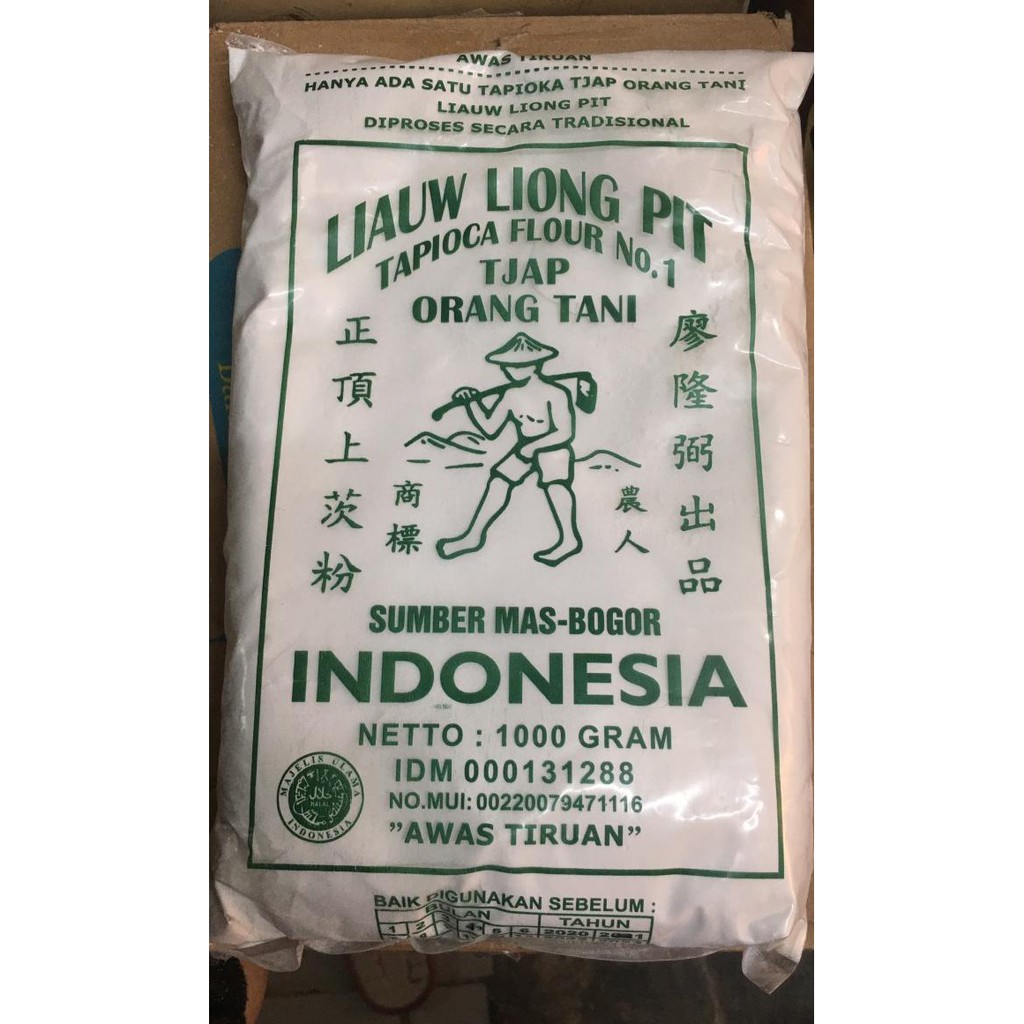 AWAS TIRUAN
HANYA ADA SATU TAPIOKA TJAP ORANG TANI
LIAUW LIONG PIT
DIPROSES SECARA TRADISIONAL
LIAUW LIONG PIT
TAPIOCA FLOUR No.1
TJAP
ORANG TANI
正頂上茨粉
商標
農人
廖隆弼出品
SUMBER MAS-BOGOR
INDONESIA
NETTO : 1000 GRAM
IDM 000131288
NO.MUI: 00220079471116
"AWAS TIRUAN"
MAJELIS ULAMA
حلال
HALAL
INDONESIA
BAIK DIGUNAKAN SEBELUM :
BULAN TAHUN
1 2 3 4 5 6 2020 2021